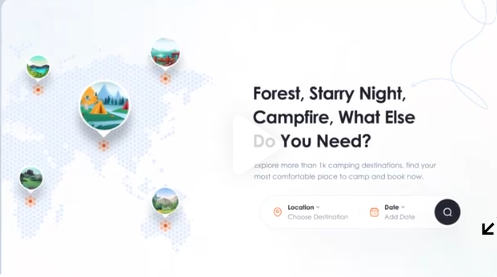 Forest, Starry Night,
Campfire, What Else
Do You Need?
Explore more than 1k camping destinations, find your
most comfortable place to camp and book now.
Location
Choose Destination
Date
Add Date